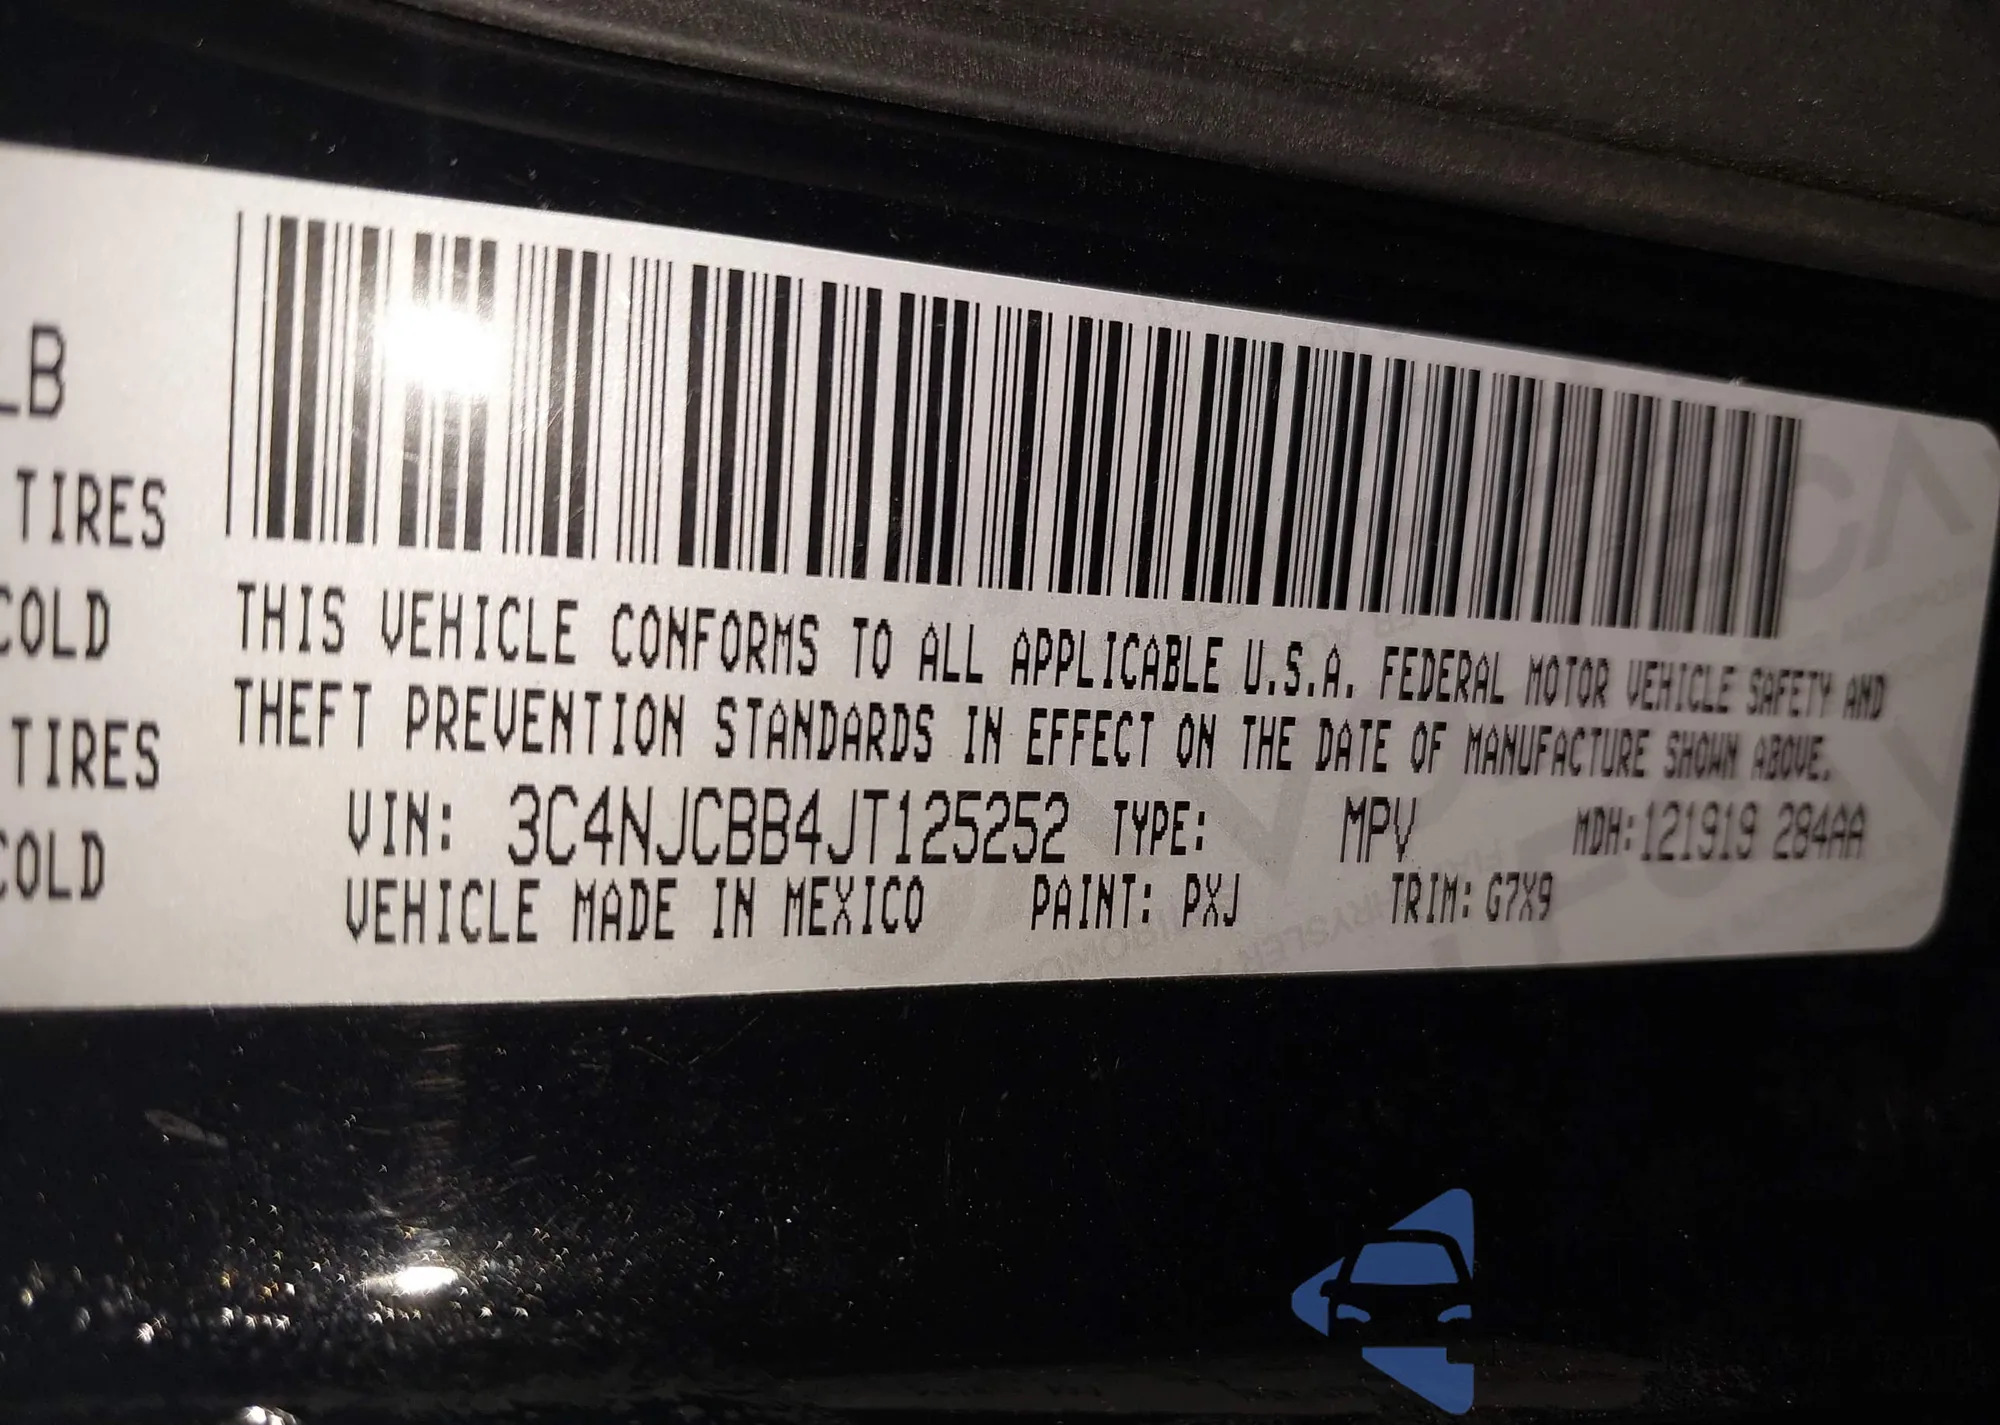 LB
TIRES
COLD
TIRES
COLD
THIS VEHICLE CONFORMS TO ALL APPLICABLE U.S.A. FEDERAL MOTOR VEHICLE SAFETY AND
THEFT PREVENTION STANDARDS IN EFFECT ON THE DATE OF MANUFACTURE SHOWN ABOVE.
VIN: 3C4NJCBB4JT125252 TYPE: MPV MDH:121919 284AA
VEHICLE MADE IN MEXICO PAINT: PXJ TRIM: G7X9